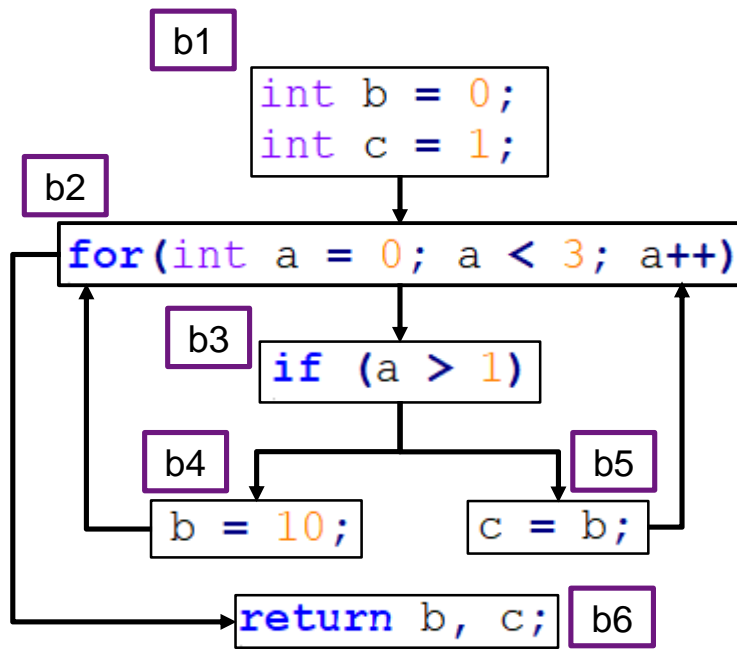 b1
int b = 0;
int c = 1;
b2
for(int a = 0; a < 3; a++)
b3
if (a > 1)
b4
b5
b = 10;
c = b;
return b, c;
b6